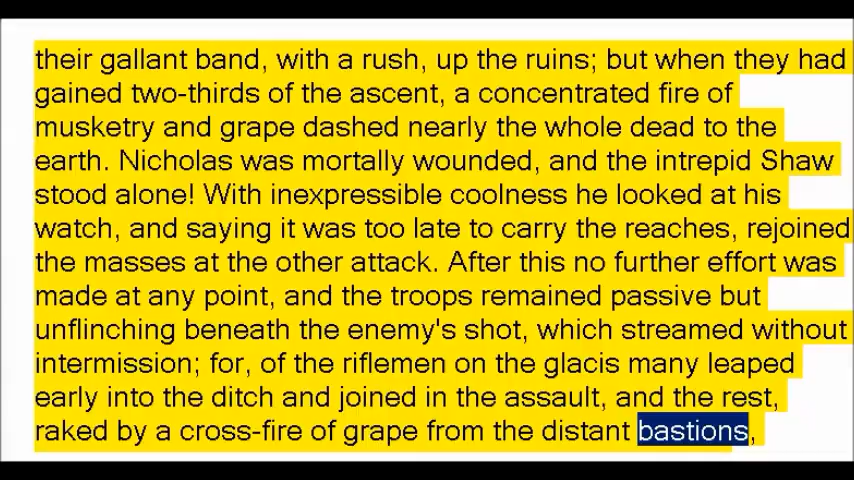 their gallant band, with a rush, up the ruins; but when they had
gained two-thirds of the ascent, a concentrated fire of
musketry and grape dashed nearly the whole dead to the
earth. Nicholas was mortally wounded, and the intrepid Shaw
stood alone! With inexpressible coolness he looked at his
watch, and saying it was too late to carry the reaches, rejoined
the masses at the other attack. After this no further effort was
made at any point, and the troops remained passive but
unflinching beneath the enemy's shot, which streamed without
intermission; for, of the riflemen on the glacis many leaped
early into the ditch and joined in the assault, and the rest,
raked by a cross-fire of grape from the distant bastions,